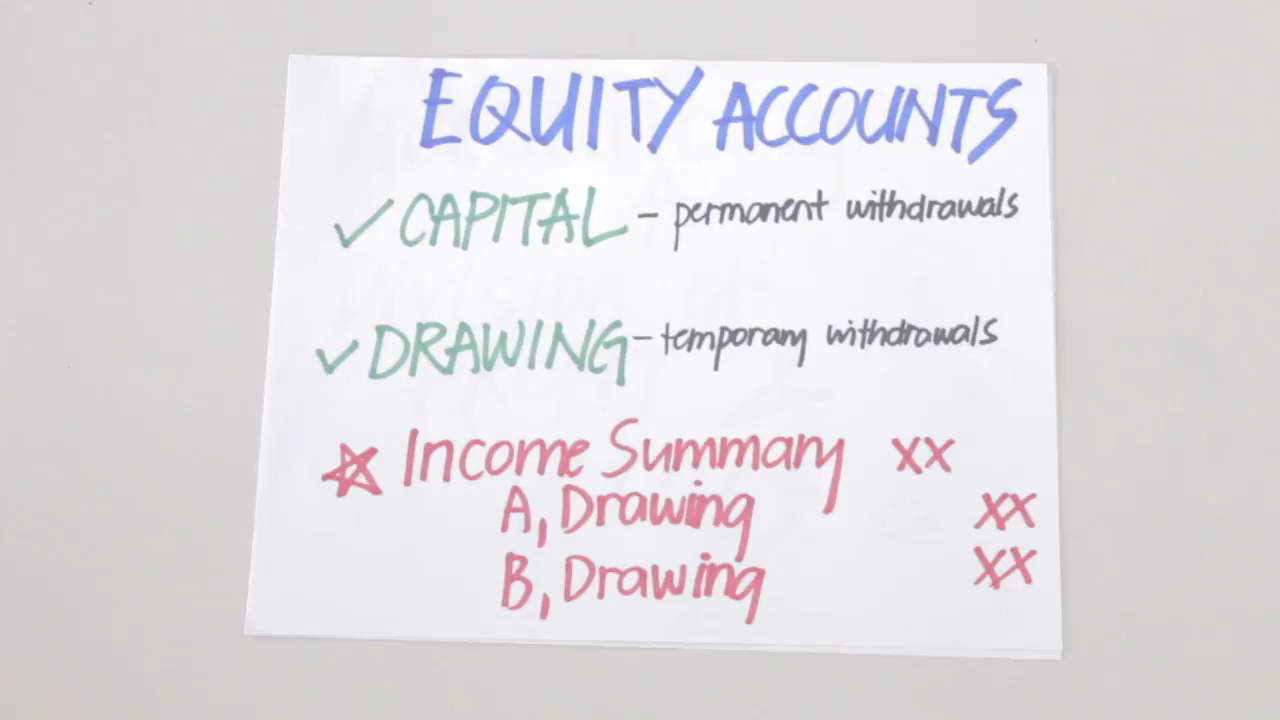 EQUITY ACCOUNTS
✓ CAPITAL - permanent withdrawals
✓ DRAWING - temporary withdrawals
☆ Income Summary XX
A, Drawing XX
B, Drawing XX